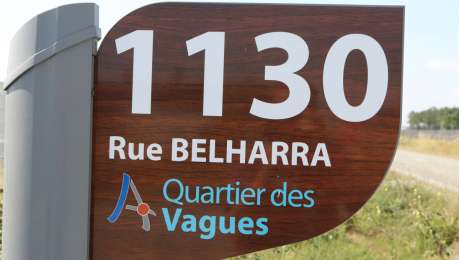 1130
Rue BELHARRA
Quartier des
Vagues